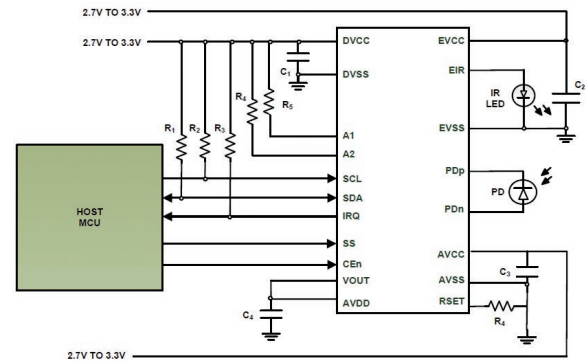 2.7V TO 3.3V
2.7V TO 3.3V
DVCC
EVCC
C1
DVSS
EIR
IR
LED
C2
R4
R5
R1
R2
R3
A1
A2
EVSS
SCL
SDA
IRQ
PDp
PD
PDn
HOST
MCU
SS
CEn
VOUT
AVDD
C4
AVCC
AVSS
C3
RSET
R4
2.7V TO 3.3V